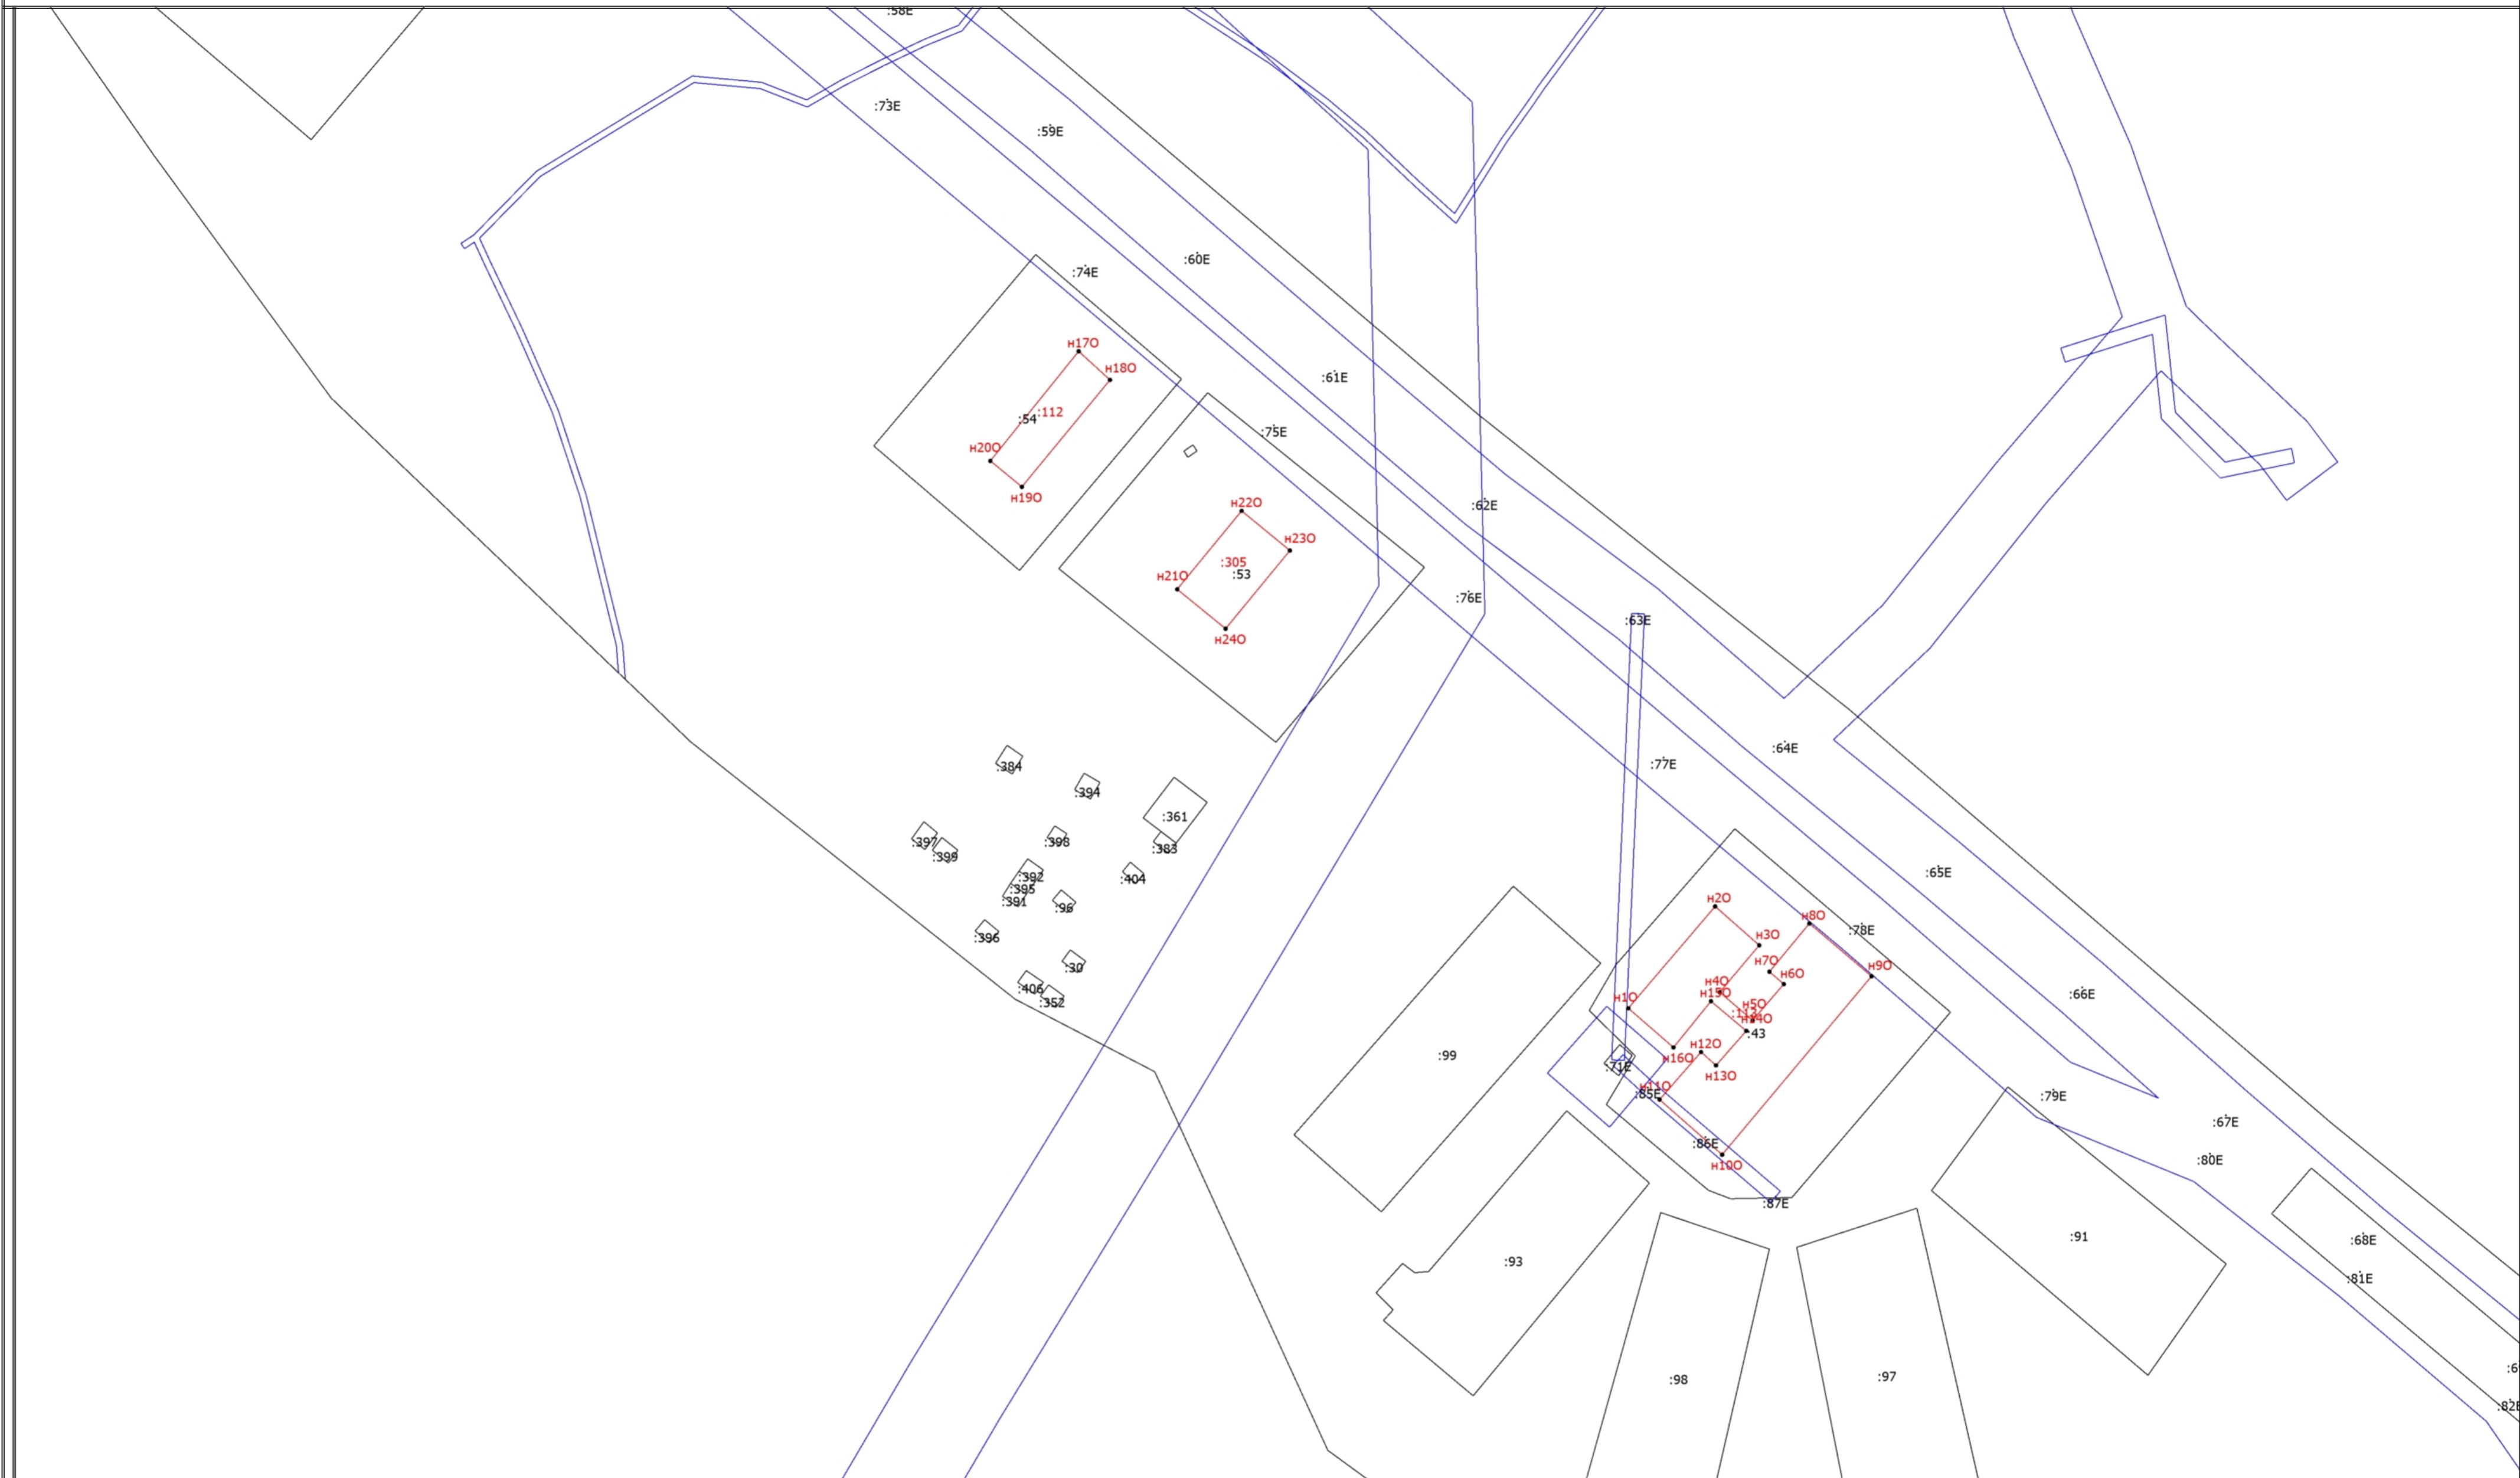 :58E
:73E
:59E
:60E
:74E
н17О
н18О
:61E
:112
:54
:75E
н20О
н19О
н22О
:62E
н23О
:305
:53
н21О
:76E
:63E
н24О
:64E
:77E
:384
:394
:361
:397
:398
:383
:399
:65E
:392
:404
:395
:391
:96
н2О
н8О
:78E
:396
н3О
н7О
н9О
:30
н6О
н4О
:406
н15О
:66E
н1О
:352
н5О
н14О
:43
н12О
:99
н16О
:71E
н13О
н11О
:85E
:79E
:67E
:86E
:80E
н10О
:87E
:91
:68E
:93
:81E
:97
:98